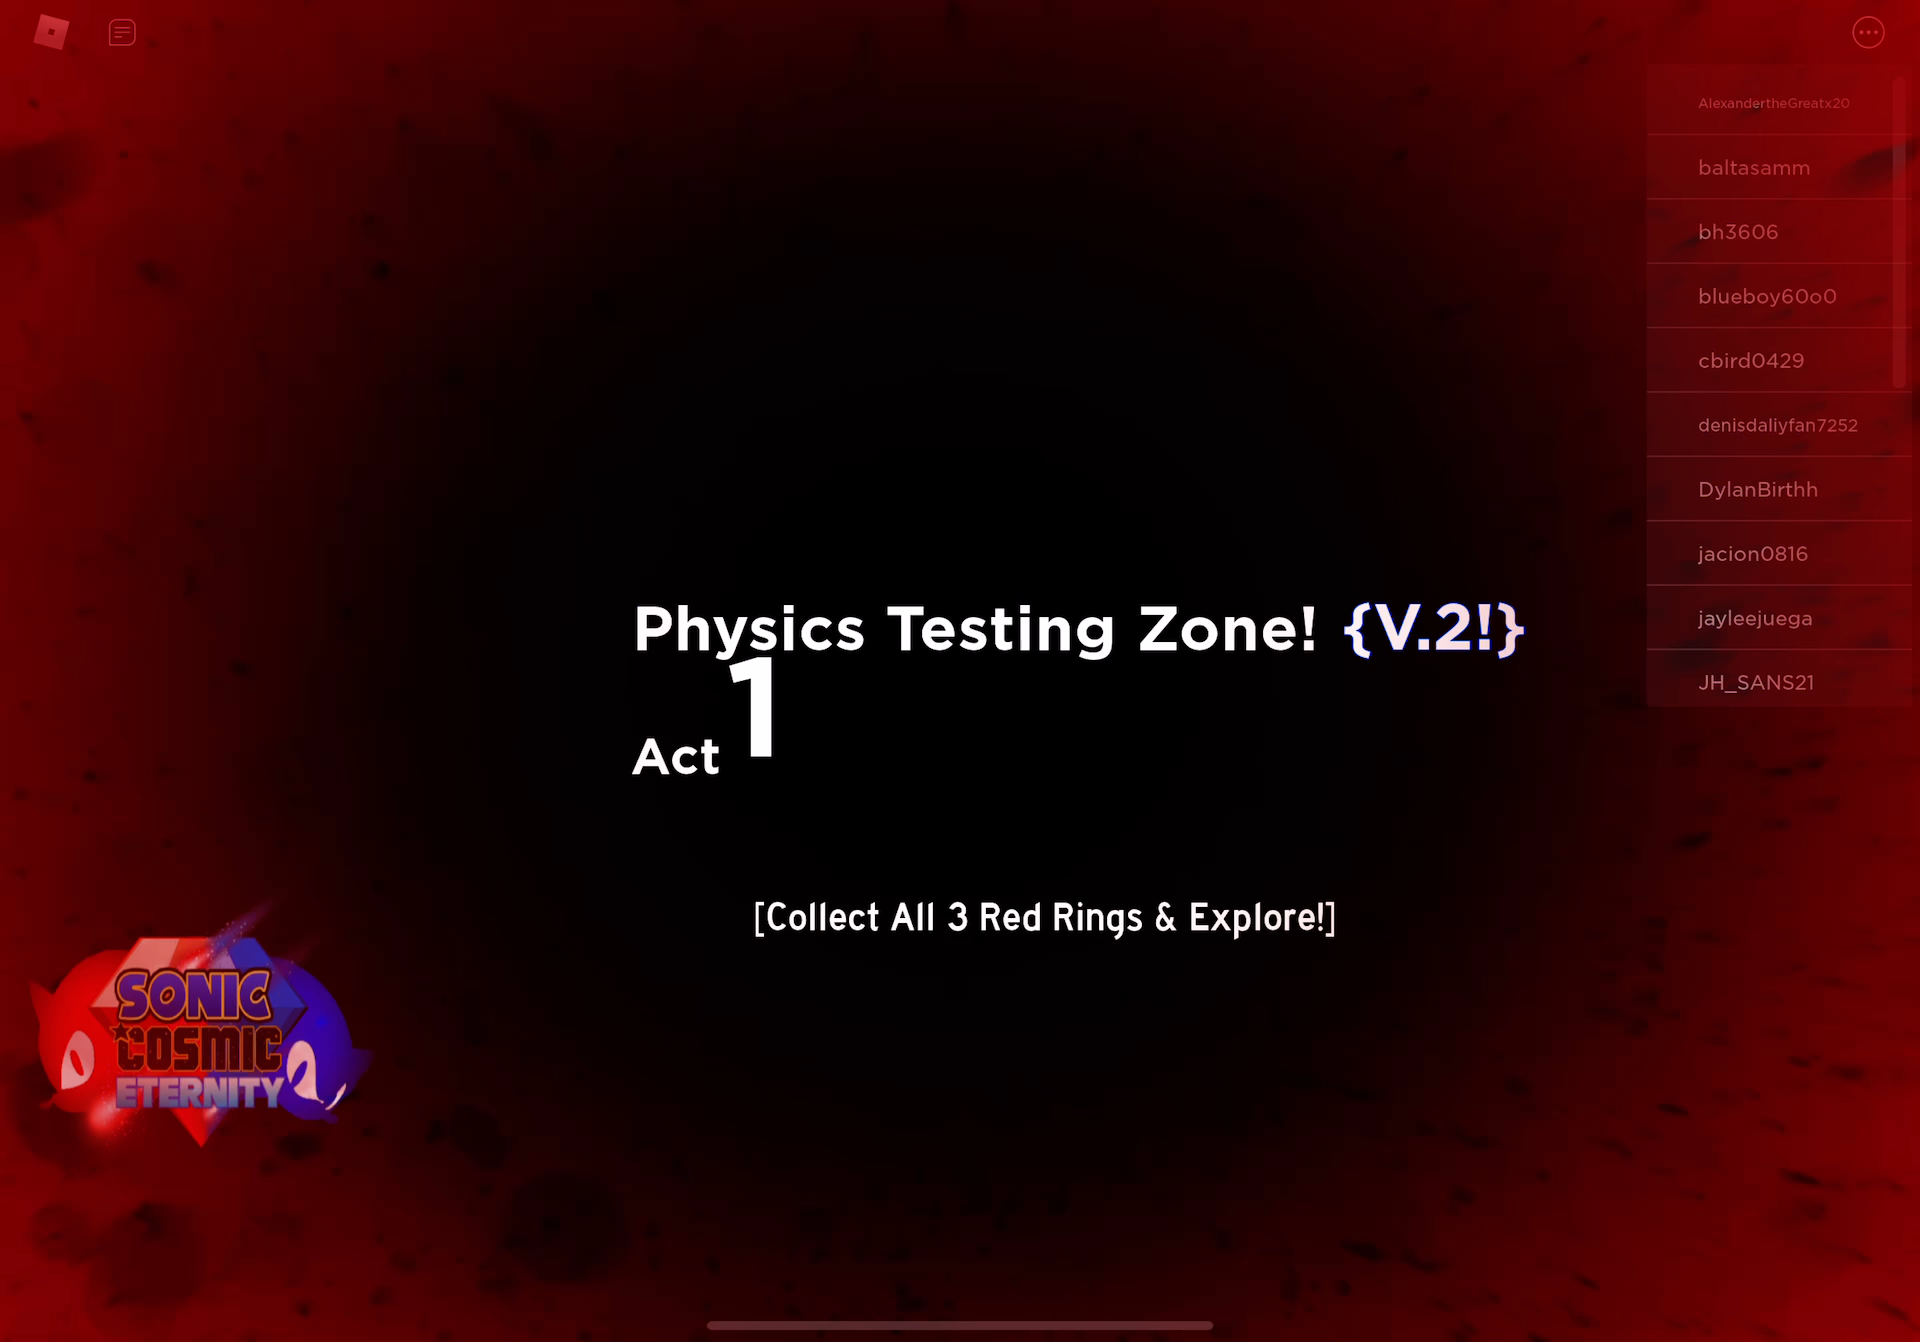 AlexandertheGreatx20
baltasamm
bh3606
blueboy60o0
cbird0429
denisdaliyfan7252
DylanBirthh
jacion0816
jayleejuega
JH_SANS21
Physics Testing Zone! {V.2!}
Act 1
[Collect All 3 Red Rings & Explore!]
SONIC
COSMIC
ETERNITY